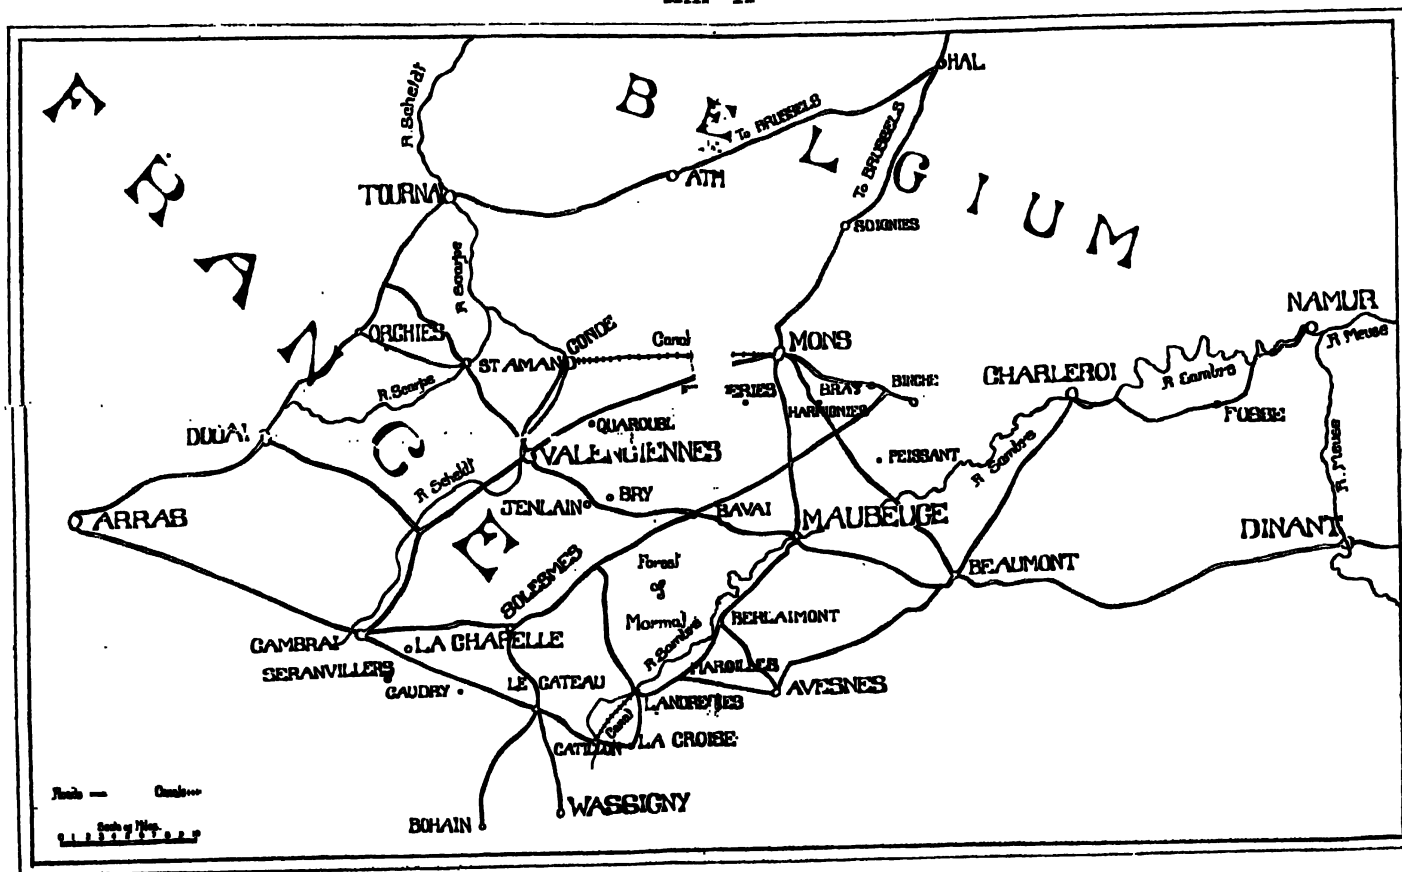 FRANCE
BELGIUM
HAL
R. Scheldt
To BRUSSELS
To BRUSSELS
ATH
TOURNAI
SOIGNIES
R Scarpe
NAMUR
R Meuse
ORCHIES
CONDE
Canal
MONS
ST AMAN
R Sambre
CHARLEROI
BRAY
BINCHE
R. Scarpe
ERIES
HARMIGNIES
FOSSE
DOUAI
QUAROUBL
VALENCIENNES
PEISSANT
R Sambre
R. Meuse
R Scheldt
BRY
JENLAIN
BAVAI
MAUBEUGE
ARRAS
DINANT
SOLESMES
Forest
of
Mormal
BEAUMONT
BERLAIMONT
CAMBRAI
LA CHAPELLE
R. Sambre
SERANVILLERS
MAROILLES
CAUDRY
LE CATEAU
AVESNES
LANDRECIES
Canal
CATILLON
LA CROISE
Roads
Canals
WASSIGNY
Scale of Miles
BOHAIN